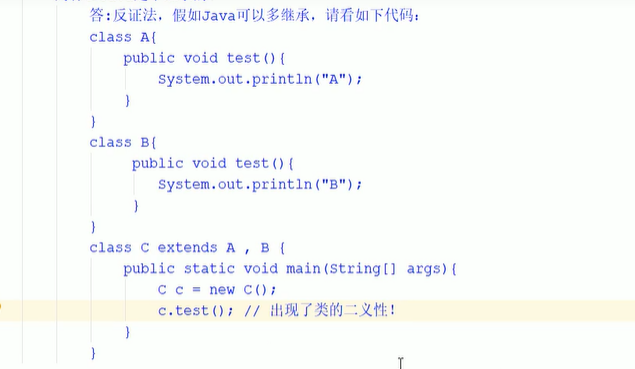 答:反证法，假如Java可以多继承，请看如下代码：
class A{
public void test(){
System.out.println("A");
}
}
class B{
public void test(){
System.out.println("B");
}
}
class C extends A , B {
public static void main(String[] args){
C c = new C();
c.test(); // 出现了类的二义性！
}
}